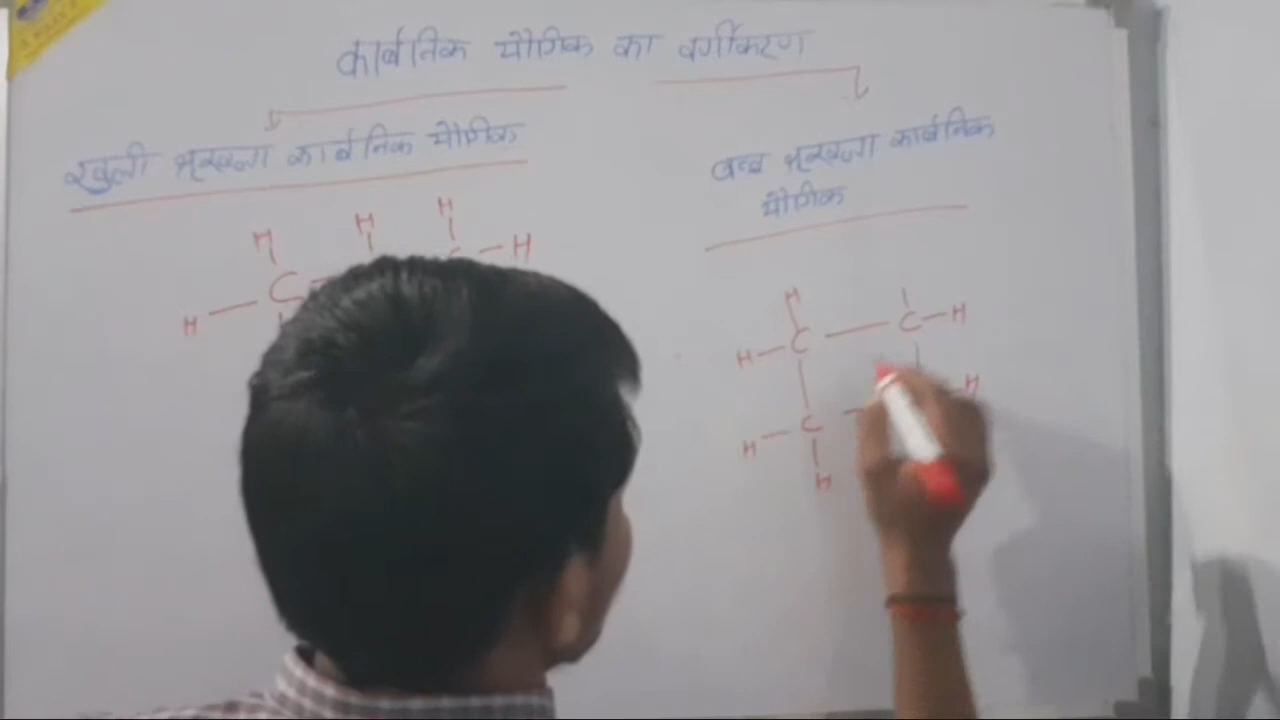 कार्बनिक यौगिक का वर्गीकरण
खुली श्रृखला कार्बनिक यौगिक
बन्द श्रृखला कार्बनिक
यौगिक
H H H
H C H
H C C H
H
H C
H
H